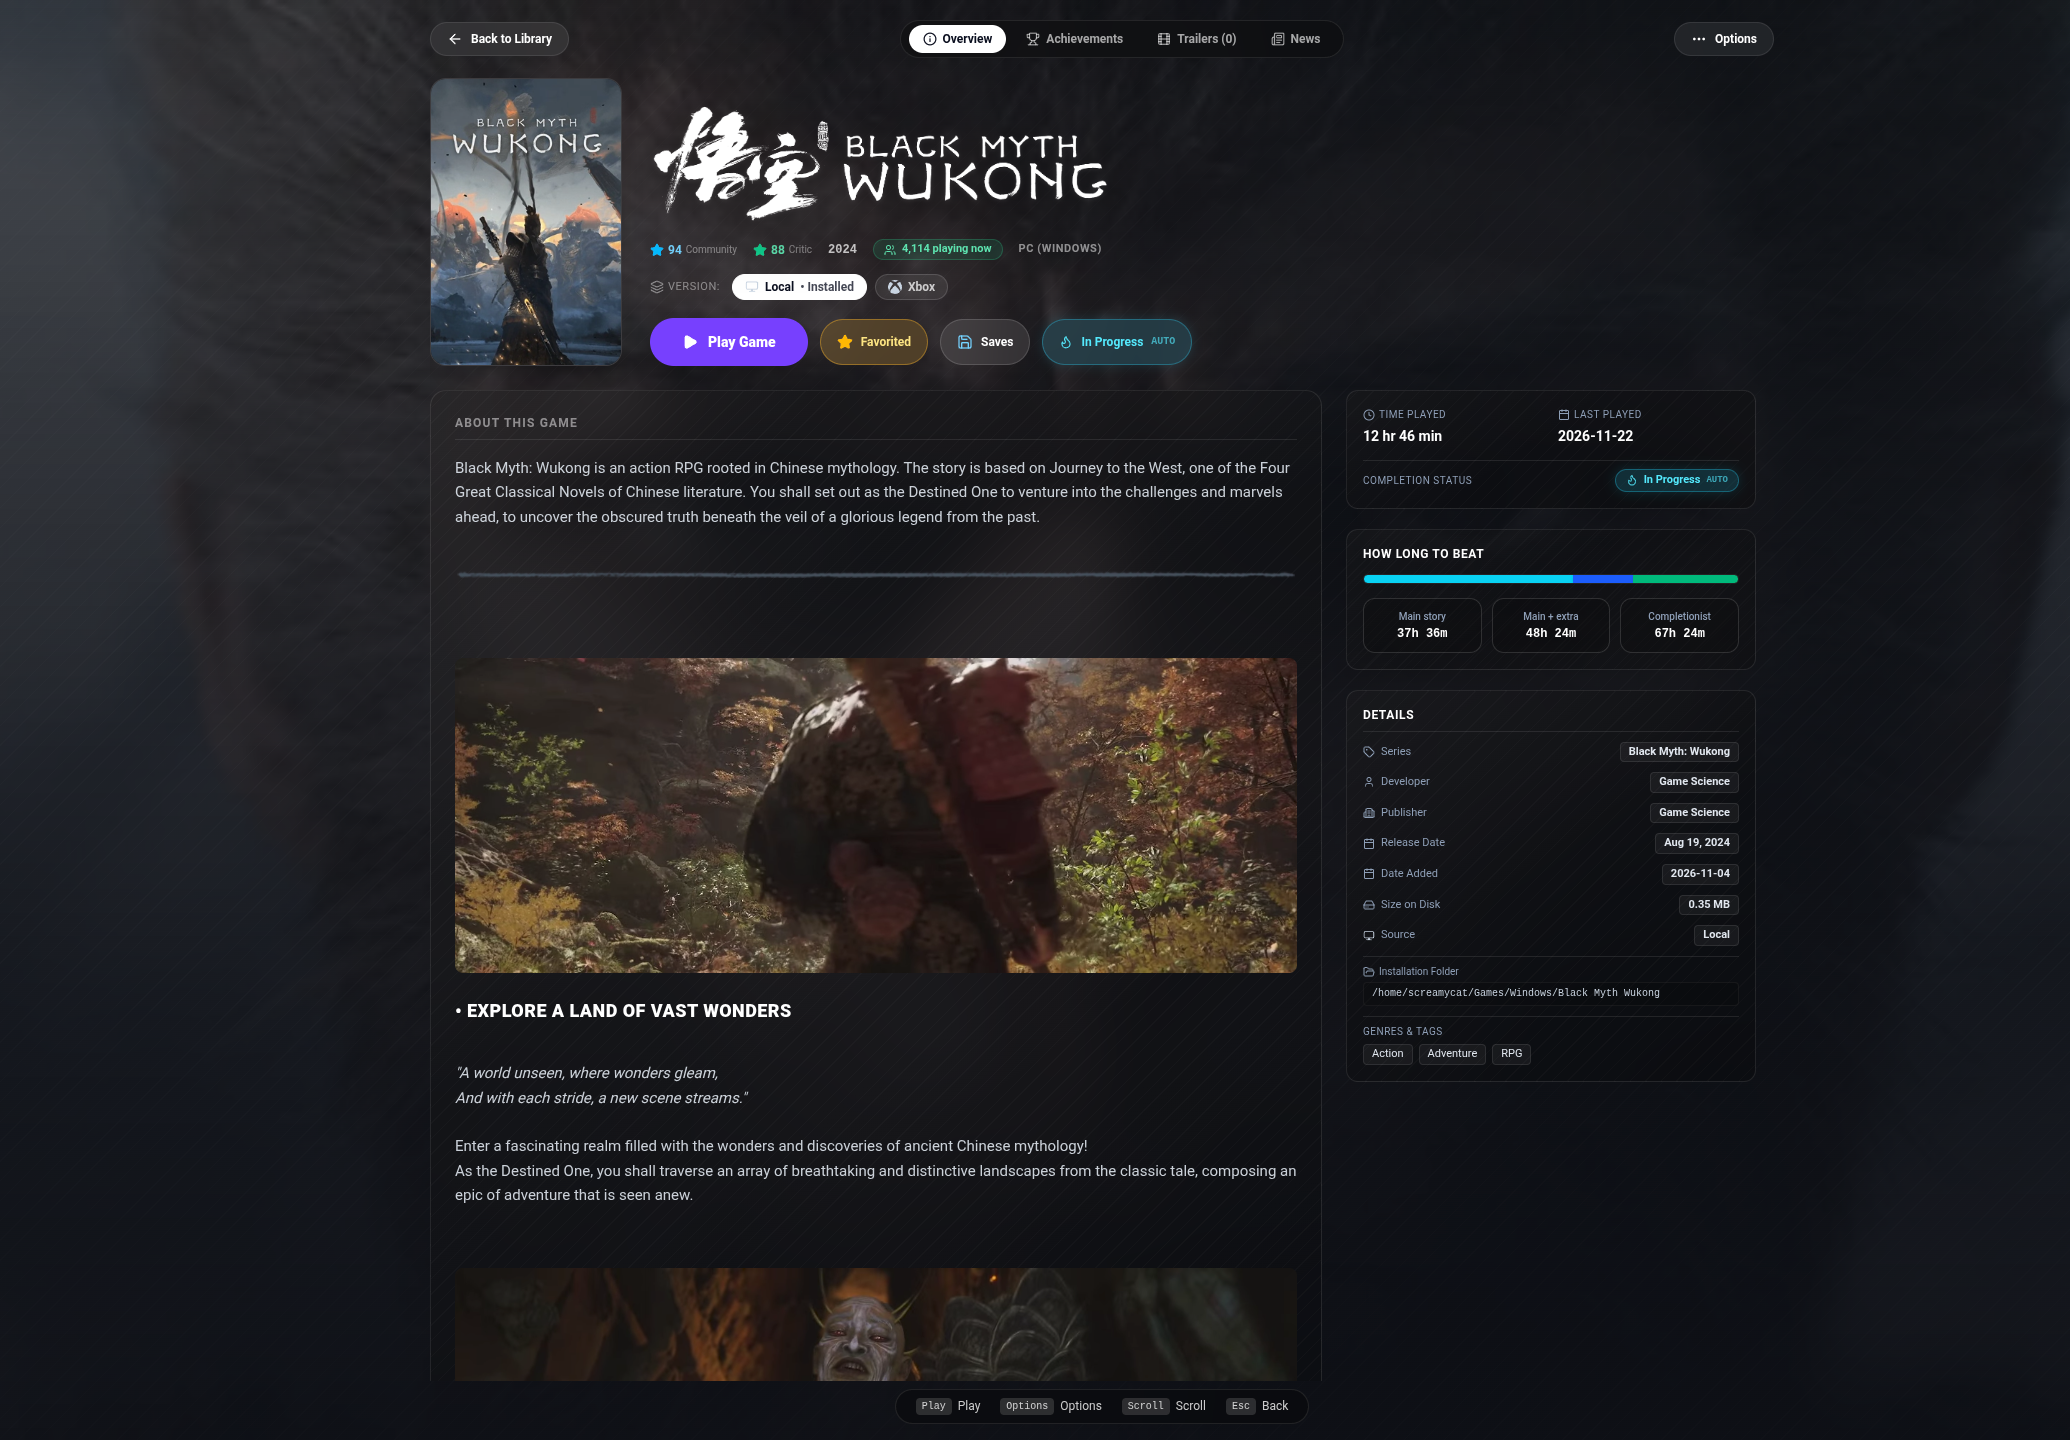 Back to Library
Overview
Achievements
Trailers (0)
News
Options
BLACK MYTH
WUKONG
悟空
BLACK MYTH
WUKONG
94 Community
88 Critic
2024
4,114 playing now
PC (WINDOWS)
VERSION:
Local • Installed
Xbox
Play Game
Favorited
Saves
In Progress AUTO
ABOUT THIS GAME
Black Myth: Wukong is an action RPG rooted in Chinese mythology. The story is based on Journey to the West, one of the Four
Great Classical Novels of Chinese literature. You shall set out as the Destined One to venture into the challenges and marvels
ahead, to uncover the obscured truth beneath the veil of a glorious legend from the past.
• EXPLORE A LAND OF VAST WONDERS
"A world unseen, where wonders gleam,
And with each stride, a new scene streams."
Enter a fascinating realm filled with the wonders and discoveries of ancient Chinese mythology!
As the Destined One, you shall traverse an array of breathtaking and distinctive landscapes from the classic tale, composing an
epic of adventure that is seen anew.
TIME PLAYED
12 hr 46 min
LAST PLAYED
2026-11-22
COMPLETION STATUS
In Progress AUTO
HOW LONG TO BEAT
Main story
37h 36m
Main + extra
48h 24m
Completionist
67h 24m
DETAILS
Series
Black Myth: Wukong
Developer
Game Science
Publisher
Game Science
Release Date
Aug 19, 2024
Date Added
2026-11-04
Size on Disk
0.35 MB
Source
Local
Installation Folder
/home/screamycat/Games/Windows/Black Myth Wukong
GENRES & TAGS
Action
Adventure
RPG
Play Play
Options Options
Scroll Scroll
Esc Back